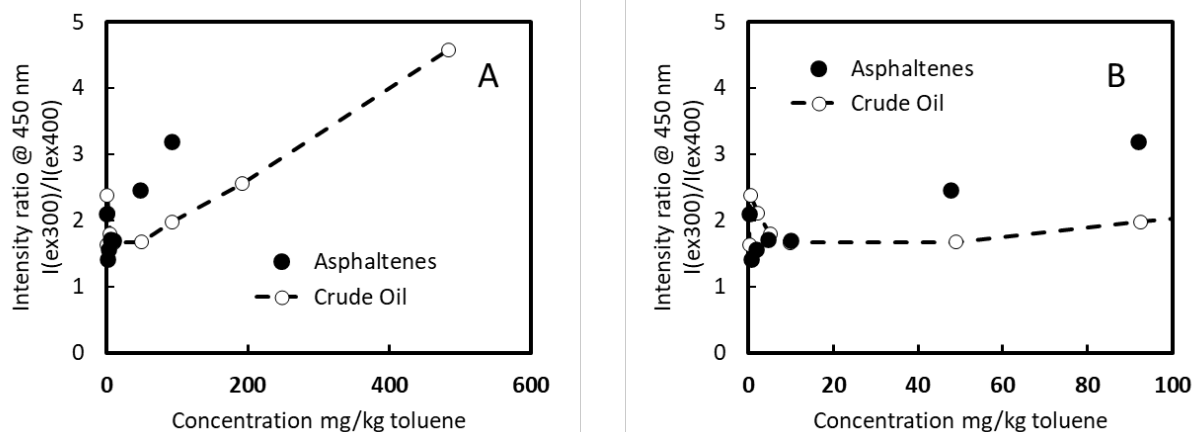 Intensity ratio @ 450 nm
I(ex300)/I(ex400)
5
4
3
2
1
0
A
Asphaltenes
Crude Oil
0
200
400
600
Concentration mg/kg toluene
Intensity ratio @ 450 nm
I(ex300)/I(ex400)
5
4
3
2
1
0
Asphaltenes
Crude Oil
B
0
20
40
60
80
100
Concentration mg/kg toluene